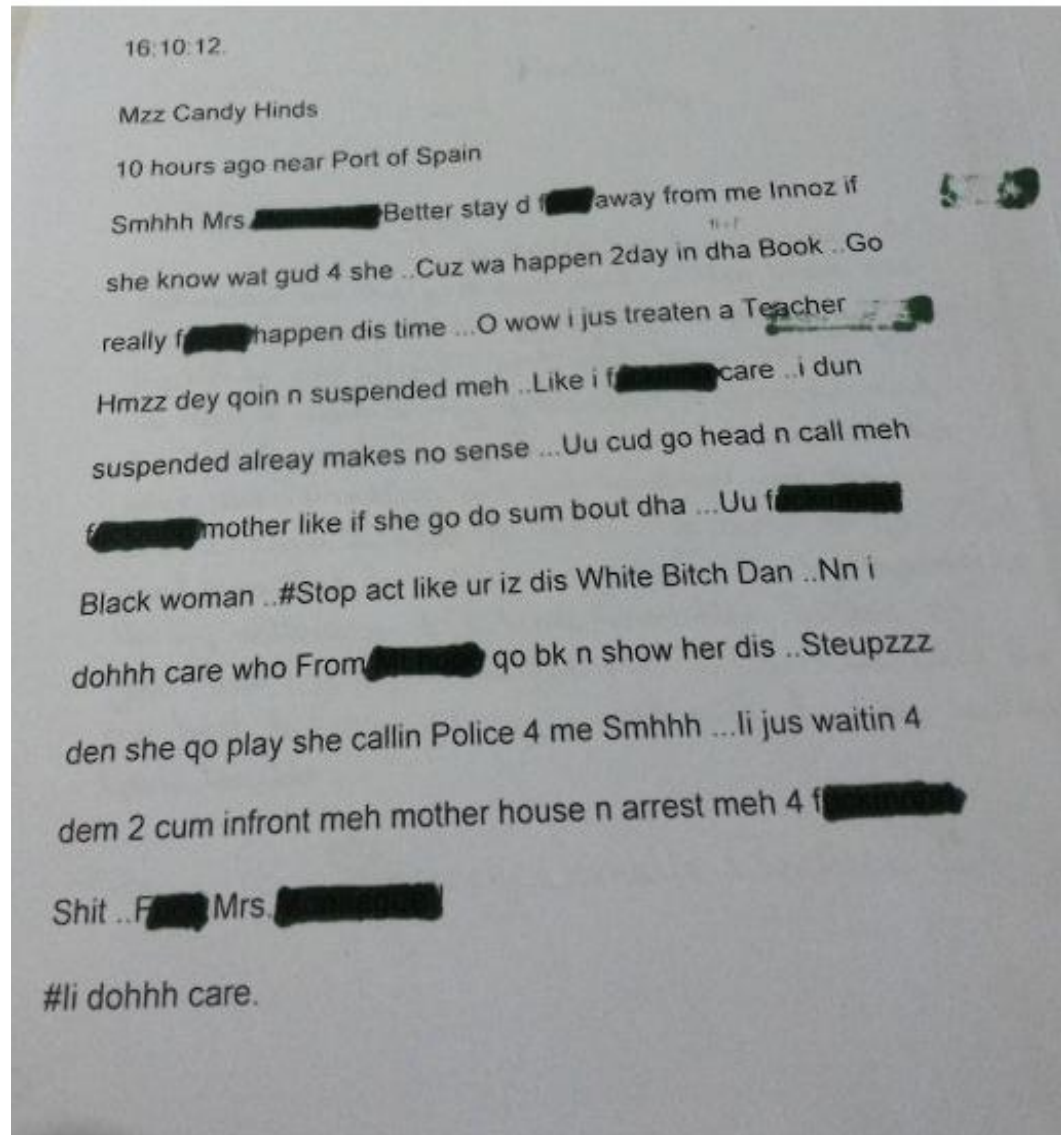 16:10:12.
Mzz Candy Hinds
10 hours ago near Port of Spain
Smhhh Mrs. Better stay d f away from me Innoz if
she know wat gud 4 she ..Cuz wa happen 2day in dha Book ..Go
really f happen dis time ...O wow i jus treaten a Teacher
Hmzz dey qoin n suspended meh ..Like i f care ..i dun
suspended alreay makes no sense ...Uu cud go head n call meh
f mother like if she go do sum bout dha ...Uu f
Black woman ..#Stop act like ur iz dis White Bitch Dan ..Nn i
dohhh care who From qo bk n show her dis ..Steupzzz
den she qo play she callin Police 4 me Smhhh ...Ii jus waitin 4
dem 2 cum infront meh mother house n arrest meh 4 f
Shit ..F Mrs.
#Ii dohhh care.